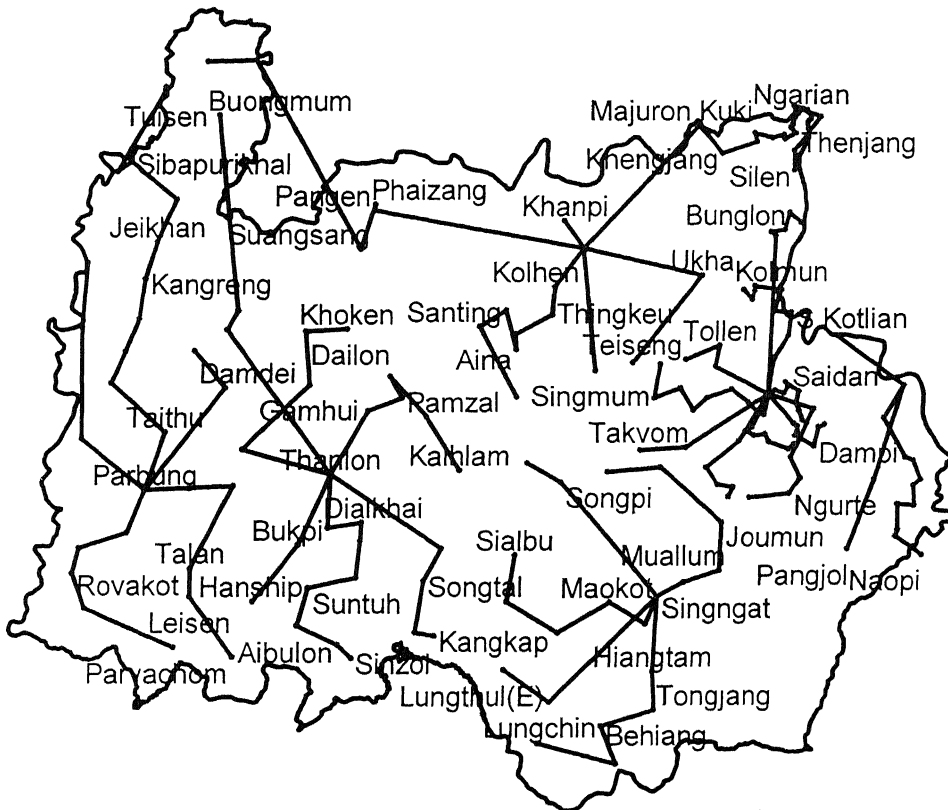 Buongmum
Tuisen
Ngarian
Majuron Kuki
Thenjang
Sibapurikhal
Khengjang
Silen
Pangen
Phaizang
Khanpi
Bunglon
Jeikhan
Suangsang
Kolhen
Ukha
Kolmun
Kangreng
Khoken
Santing
Thingkeu
S Kotlian
Dailon
Aina
Teiseng
Tollen
Damdei
Saidan
Gamhui
Ramzal
Singmum
Taithu
Takvom
Thanlon
Kaihlam
Dampi
Parbung
Songpi
Dialkhai
Ngurte
Bukpi
Sialbu
Joumun
Talan
Muallum
Rovakot
Hanship
Songtal
Maokot
Pangjol
Naopi
Suntuh
Singngat
Leisen
Kangkap
Aibulon
Sinzol
Hiangtam
Parvachom
Lungthul(E)
Tongjang
Lungchin
Behiang